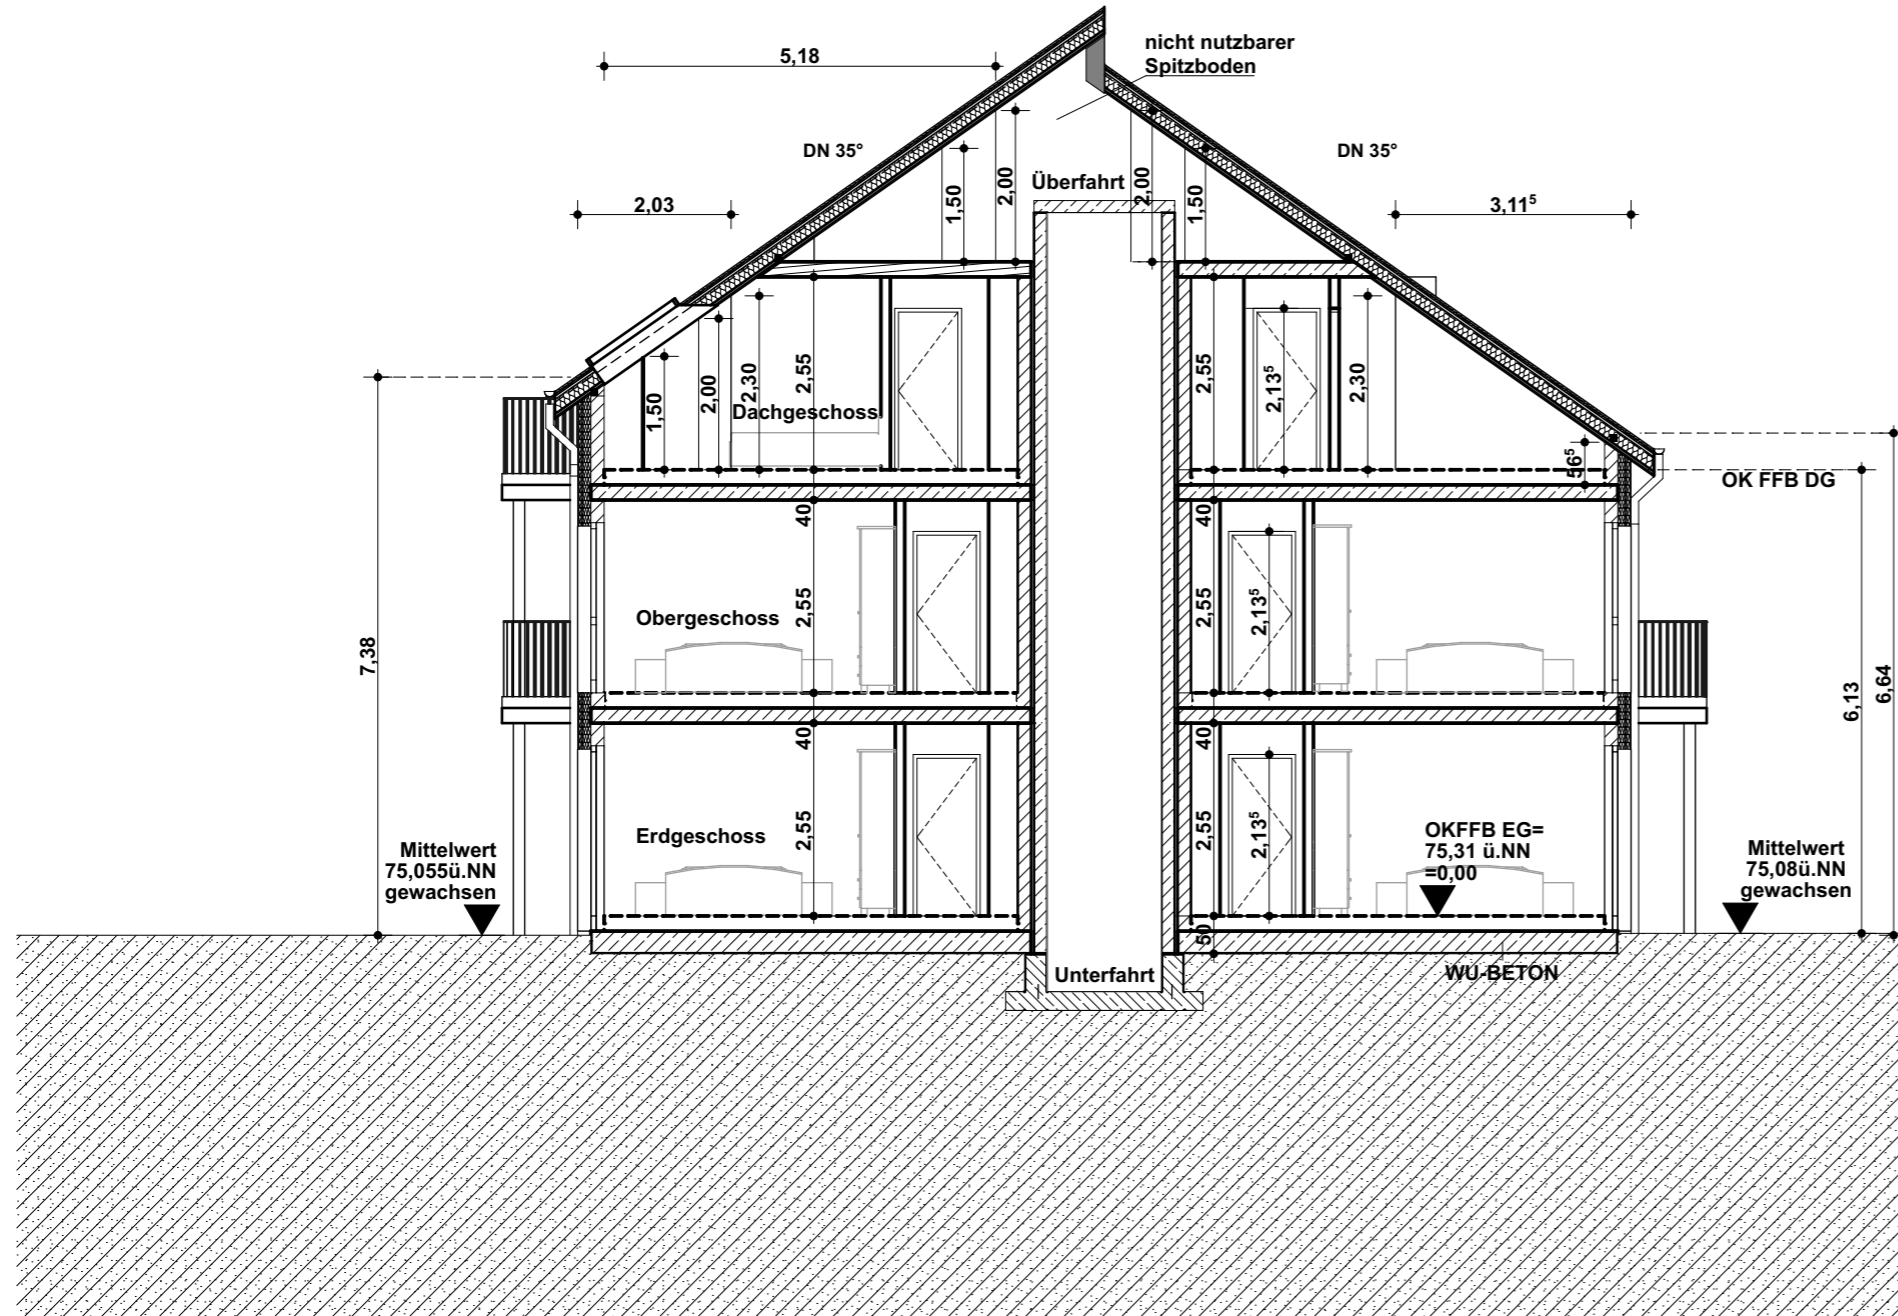 nicht nutzbarer
Spitzboden
5,18
DN 35°
DN 35°
2,03
1,50
2,00
Überfahrt
2,00
1,50
3,11⁵
1,50
2,00
2,30
2,55
Dachgeschoss
2,55
2,13⁵
2,30
56⁵
OK FFB DG
40
40
Obergeschoss
2,55
2,55
2,13⁵
7,38
6,13
6,64
40
40
Erdgeschoss
2,55
2,55
2,13⁵
OKFFB EG=
75,31 ü.NN
=0,00
Mittelwert
75,055ü.NN
gewachsen
Mittelwert
75,08ü.NN
gewachsen
50
Unterfahrt
WU-BETON